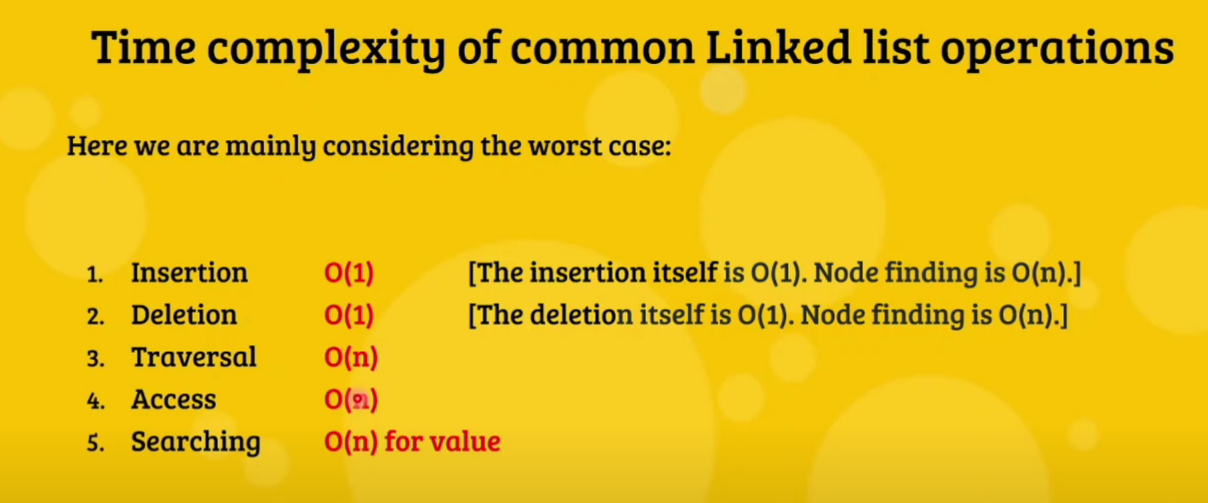 Time complexity of common Linked list operations
Here we are mainly considering the worst case:
1. Insertion O(1) [The insertion itself is O(1). Node finding is O(n).]
2. Deletion O(1) [The deletion itself is O(1). Node finding is O(n).]
3. Traversal O(n)
4. Access O(n)
5. Searching O(n) for value